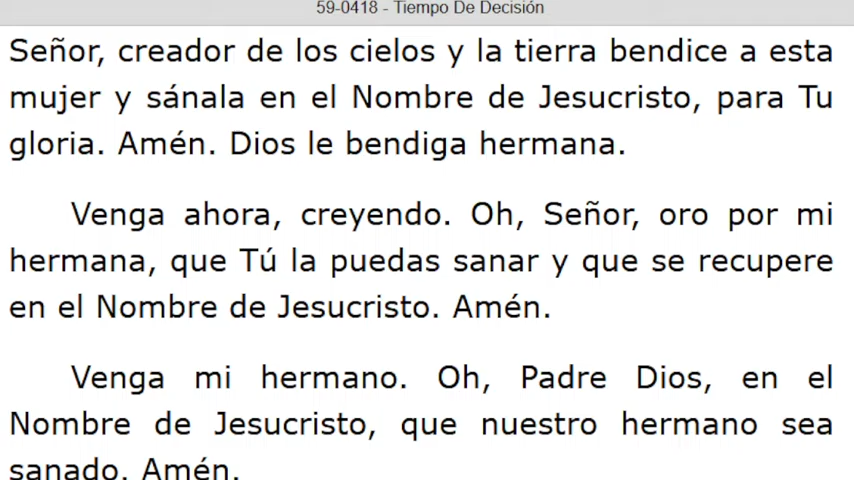 59-0418 - Tiempo De Decisión
Señor, creador de los cielos y la tierra bendice a esta
mujer y sánala en el Nombre de Jesucristo, para Tu
gloria. Amén. Dios le bendiga hermana.
Venga ahora, creyendo. Oh, Señor, oro por mi
hermana, que Tú la puedas sanar y que se recupere
en el Nombre de Jesucristo. Amén.
Venga mi hermano. Oh, Padre Dios, en el
Nombre de Jesucristo, que nuestro hermano sea
sanado. Amén.